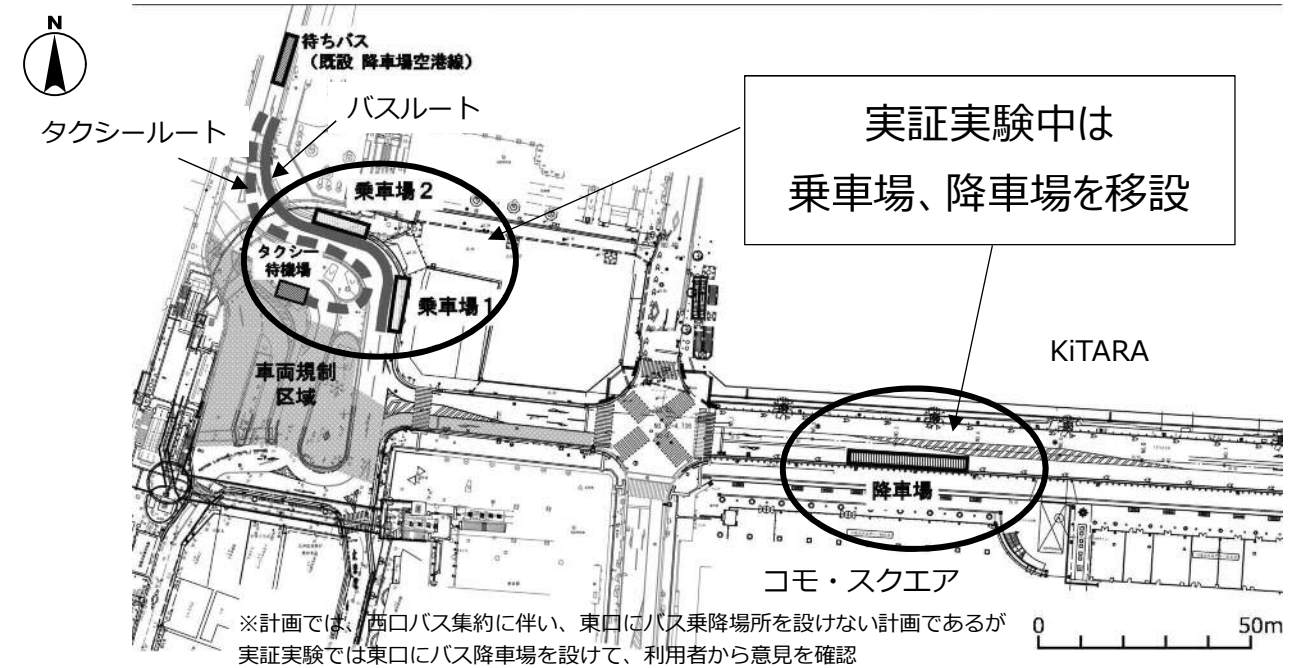 N
待ちバス
（既設 降車場空港線）
バスルート
タクシールート
実証実験中は
乗車場、降車場を移設
乗車場２
タクシー
待機場
乗車場１
車両規制
区域
KiTARA
降車場
コモ・スクエア
0 50m
※計画では、西口バス集約に伴い、東口にバス乗降場所を設けない計画であるが
実証実験では東口にバス降車場を設けて、利用者から意見を確認